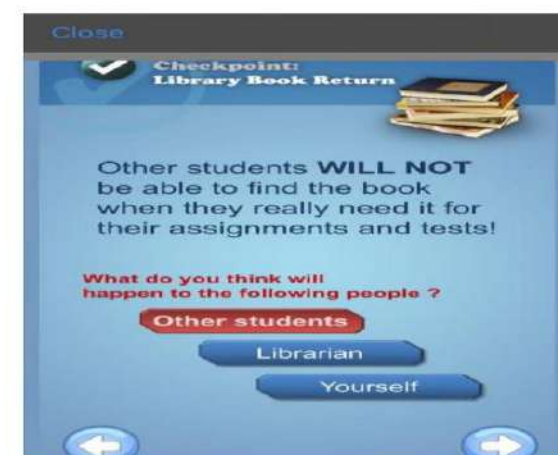 Close
Checkpoint:
Library Book Return
Other students WILL NOT
be able to find the book
when they really need it for
their assignments and tests!
What do you think will
happen to the following people ?
Other students
Librarian
Yourself